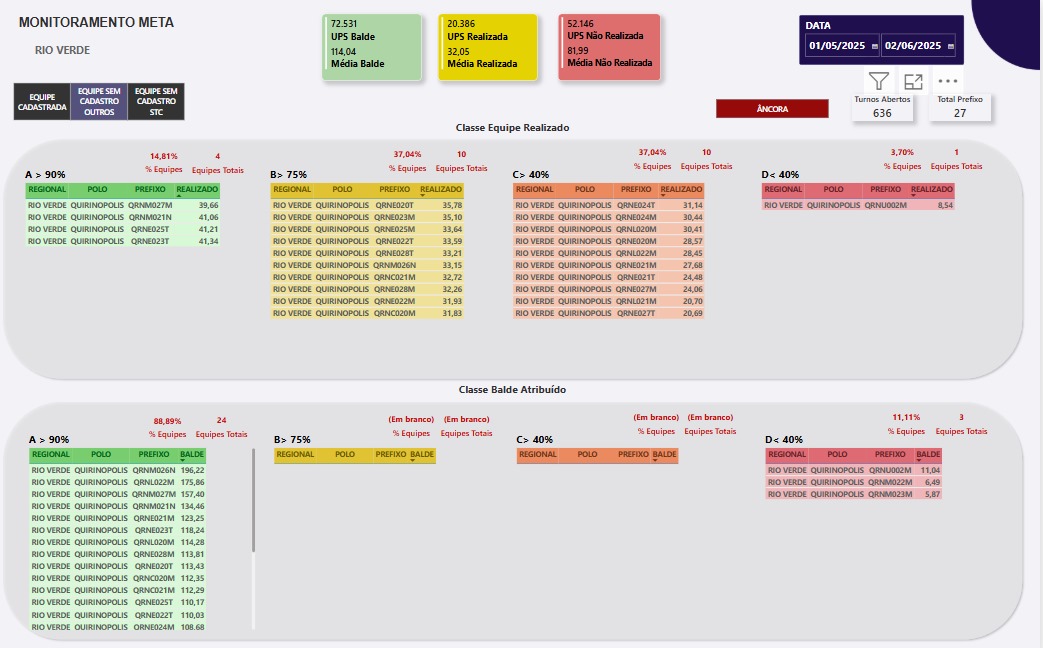 MONITORAMENTO META
RIO VERDE
72.531
UPS Balde
114,04
Média Balde
20.386
UPS Realizada
32,05
Média Realizada
52.146
UPS Não Realizada
81,99
Média Não Realizada
DATA
01/05/2025 02/06/2025
EQUIPE CADASTRADA
EQUIPE SEM CADASTRO OUTROS
EQUIPE SEM CADASTRO STC
ÂNCORA
Turnos Abertos
636
Total Prefixo
27
Classe Equipe Realizado
14,81% 4
% Equipes Equipes Totais
A > 90%
REGIONAL POLO PREFIXO REALIZADO
RIO VERDE QUIRINOPOLIS QRNM027M 39,66
RIO VERDE QUIRINOPOLIS QRNM021N 41,06
RIO VERDE QUIRINOPOLIS QRNE025T 41,21
RIO VERDE QUIRINOPOLIS QRNE023T 41,34
37,04% 10
% Equipes Equipes Totais
B> 75%
REGIONAL POLO PREFIXO REALIZADO
RIO VERDE QUIRINOPOLIS QRNE020T 35,78
RIO VERDE QUIRINOPOLIS QRNE023M 35,10
RIO VERDE QUIRINOPOLIS QRNE025M 33,64
RIO VERDE QUIRINOPOLIS QRNE022T 33,59
RIO VERDE QUIRINOPOLIS QRNE028T 33,21
RIO VERDE QUIRINOPOLIS QRNM026N 33,15
RIO VERDE QUIRINOPOLIS QRNC021M 32,72
RIO VERDE QUIRINOPOLIS QRNE028M 32,26
RIO VERDE QUIRINOPOLIS QRNE022M 31,93
RIO VERDE QUIRINOPOLIS QRNC020M 31,83
37,04% 10
% Equipes Equipes Totais
C> 40%
REGIONAL POLO PREFIXO REALIZADO
RIO VERDE QUIRINOPOLIS QRNE024T 31,14
RIO VERDE QUIRINOPOLIS QRNE024M 30,44
RIO VERDE QUIRINOPOLIS QRNL020M 30,41
RIO VERDE QUIRINOPOLIS QRNE020M 28,57
RIO VERDE QUIRINOPOLIS QRNL022M 28,45
RIO VERDE QUIRINOPOLIS QRNE021M 27,68
RIO VERDE QUIRINOPOLIS QRNE021T 24,48
RIO VERDE QUIRINOPOLIS QRNE027M 24,06
RIO VERDE QUIRINOPOLIS QRNL021M 20,70
RIO VERDE QUIRINOPOLIS QRNE027T 20,69
3,70% 1
% Equipes Equipes Totais
D< 40%
REGIONAL POLO PREFIXO REALIZADO
RIO VERDE QUIRINOPOLIS QRNU002M 8,54
Classe Balde Atribuído
88,89% 24
% Equipes Equipes Totais
A > 90%
REGIONAL POLO PREFIXO BALDE
RIO VERDE QUIRINOPOLIS QRNM026N 196,22
RIO VERDE QUIRINOPOLIS QRNL022M 175,86
RIO VERDE QUIRINOPOLIS QRNM027M 157,40
RIO VERDE QUIRINOPOLIS QRNM021N 134,46
RIO VERDE QUIRINOPOLIS QRNE021M 123,25
RIO VERDE QUIRINOPOLIS QRNE023T 118,24
RIO VERDE QUIRINOPOLIS QRNL020M 114,28
RIO VERDE QUIRINOPOLIS QRNE028M 113,81
RIO VERDE QUIRINOPOLIS QRNE020T 113,43
RIO VERDE QUIRINOPOLIS QRNC020M 112,35
RIO VERDE QUIRINOPOLIS QRNC021M 112,29
RIO VERDE QUIRINOPOLIS QRNE025T 110,17
RIO VERDE QUIRINOPOLIS QRNE022T 110,03
RIO VERDE QUIRINOPOLIS QRNE024M 108,68
(Em branco) (Em branco)
% Equipes Equipes Totais
B> 75%
REGIONAL POLO PREFIXO BALDE
(Em branco) (Em branco)
% Equipes Equipes Totais
C> 40%
REGIONAL POLO PREFIXO BALDE
11,11% 3
% Equipes Equipes Totais
D< 40%
REGIONAL POLO PREFIXO BALDE
RIO VERDE QUIRINOPOLIS QRNU002M 11,04
RIO VERDE QUIRINOPOLIS QRNM022M 6,49
RIO VERDE QUIRINOPOLIS QRNM023M 5,87